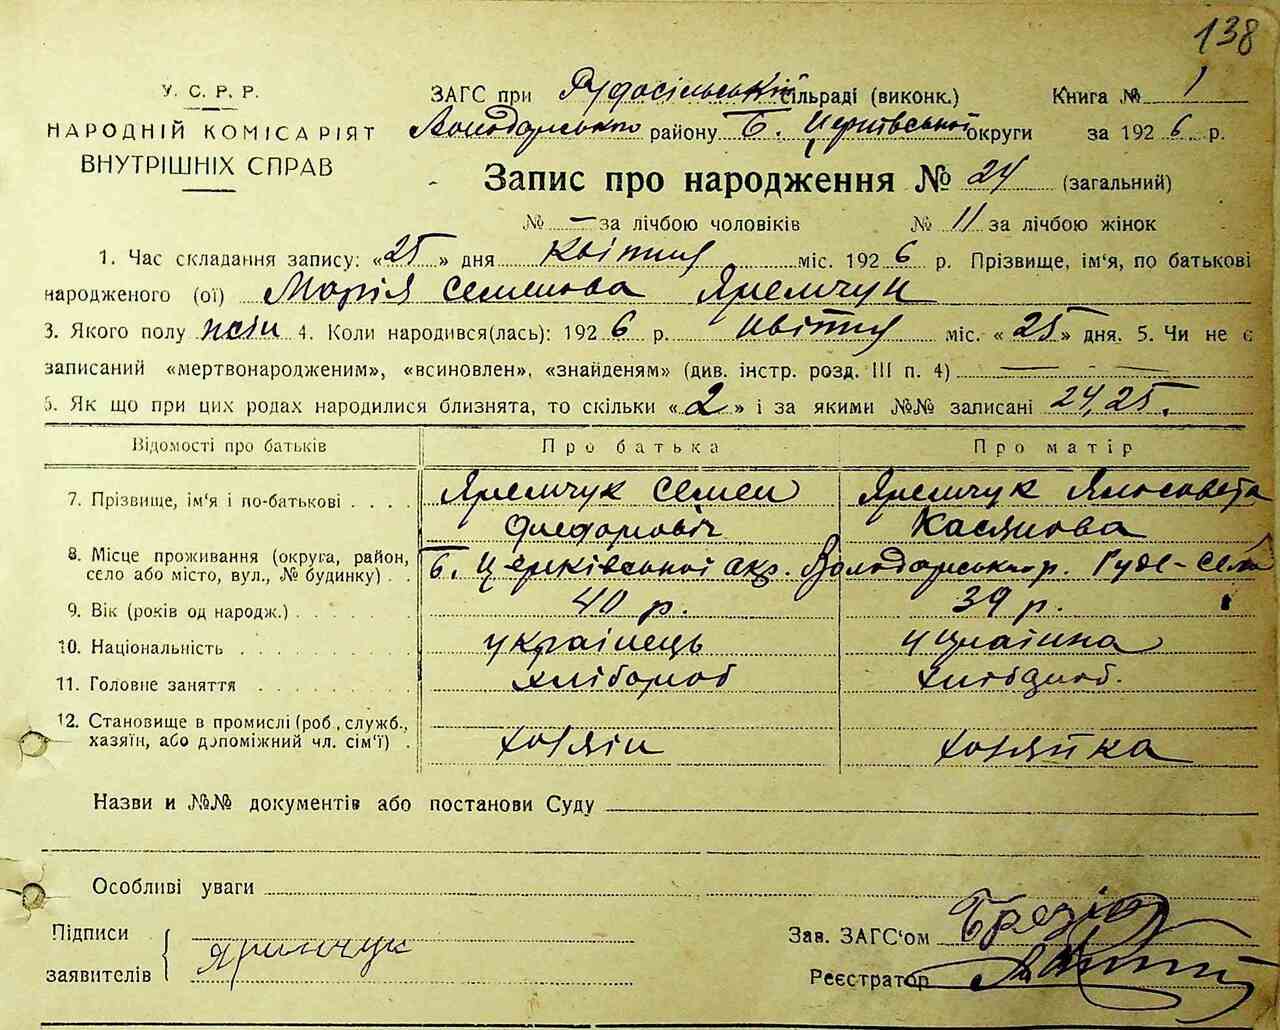 138
У. С. Р. Р.
НАРОДНІЙ КОМІСАРІЯТ
ВНУТРІШНІХ СПРАВ
ЗАГС при Рудосільській сільраді (виконк.) Книга № 1
Володарського району Б. Церківської округи за 1926 р.
Запис про народження № 24 (загальний)
№ — за лічбою чоловіків № 11 за лічбою жінок
1. Час складання запису: «25» дня Квітня міс. 1926 р. Прізвище, ім'я, по батькові
народженого (ої) Марія Семенова Яремчук
3. Якого полу жін 4. Коли народився(лась): 1926 р. квітня міс. «25» дня. 5. Чи не є
записаний «мертвонародженим», «всиновлен», «знайденям» (див. інстр. розд. III п. 4) — - —
6. Як що при цих родах народилися близнята, то скільки «2» і за якими №№ записані 24,25.
Відомості про батьків Про батька Про матір
7. Прізвище, ім'я і по-батькові . . . . Яремчук Семен Яремчук Ялисовета
Федорович Касянова
8. Місце проживання (округа, район,
село або місто, вул., № будинку) . . Б. Церківської окр. Володарськ. р. Руде-Село
9. Вік (років од народж.) . . . . . 40 р. 39 р.
10. Національність . . . . . . . українець україна
11. Головне заняття . . . . . . . хлібороб хлібороб.
12. Становище в промислі (роб., служб.,
хазяїн, або допоміжний чл. сім'ї) . хозяін хозяйка
Назви и №№ документів або постанови Суду
Особливі уваги
Підписи
заявителів Яримчук
Зав. ЗАГС'ом
Реєстратор